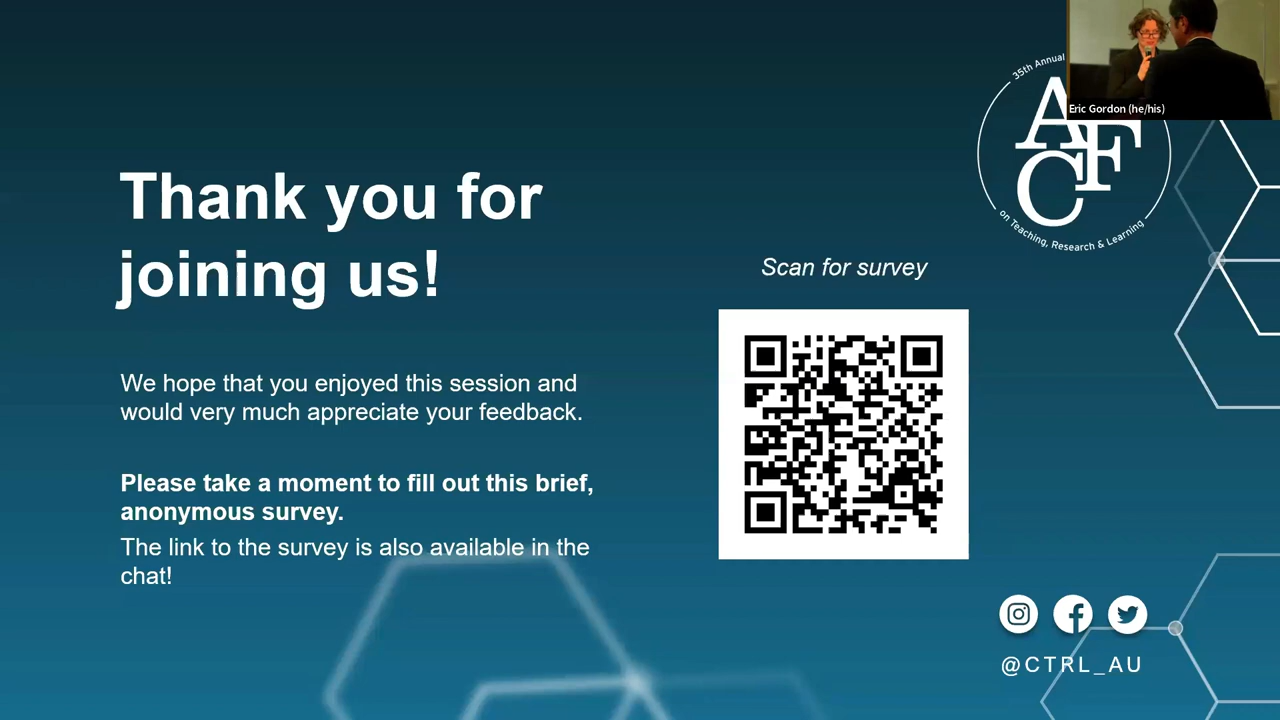 Eric Gordon (he/his)
35th Annual
AFC
on Teaching, Research & Learning
Thank you for
joining us!
Scan for survey
We hope that you enjoyed this session and
would very much appreciate your feedback.
Please take a moment to fill out this brief,
anonymous survey.
The link to the survey is also available in the
chat!
@CTRL_AU